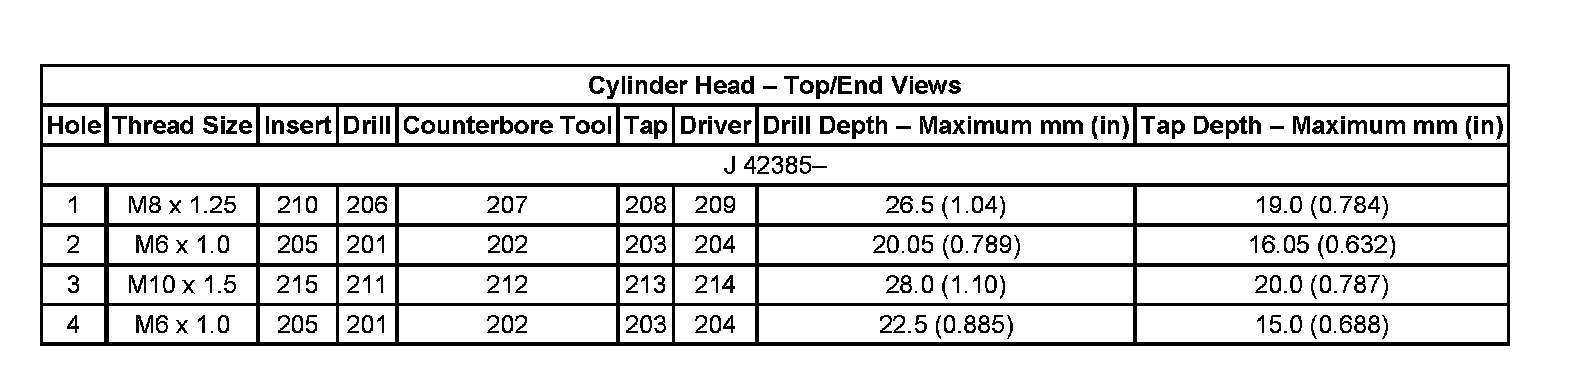 Cylinder Head – Top/End Views
Hole Thread Size Insert Drill Counterbore Tool Tap Driver Drill Depth – Maximum mm (in) Tap Depth – Maximum mm (in)
J 42385–
1 M8 x 1.25 210 206 207 208 209 26.5 (1.04) 19.0 (0.784)
2 M6 x 1.0 205 201 202 203 204 20.05 (0.789) 16.05 (0.632)
3 M10 x 1.5 215 211 212 213 214 28.0 (1.10) 20.0 (0.787)
4 M6 x 1.0 205 201 202 203 204 22.5 (0.885) 15.0 (0.688)